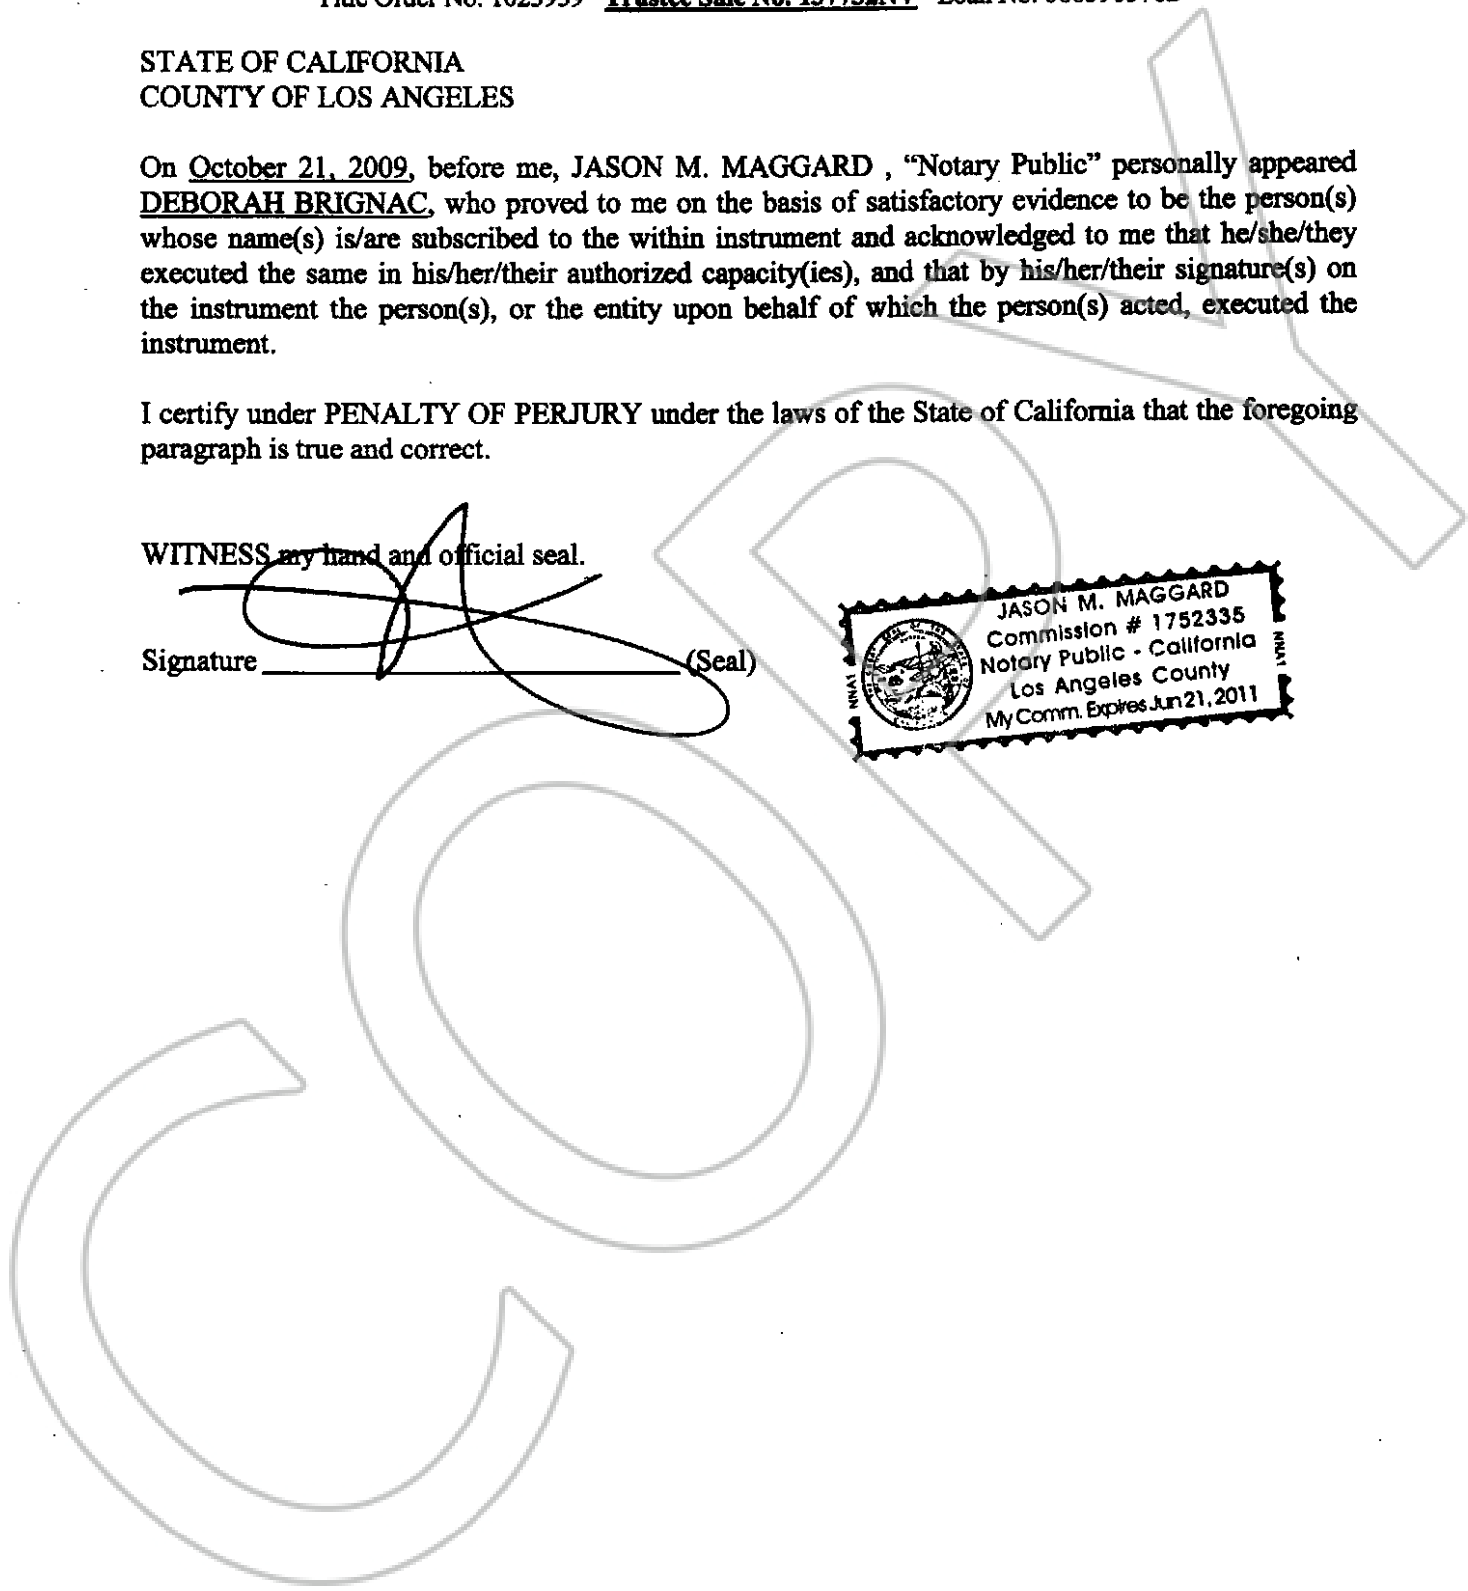 STATE OF CALIFORNIA
COUNTY OF LOS ANGELES
On October 21, 2009, before me, JASON M. MAGGARD , “Notary Public” personally appeared
DEBORAH BRIGNAC, who proved to me on the basis of satisfactory evidence to be the person(s)
whose name(s) is/are subscribed to the within instrument and acknowledged to me that he/she/they
executed the same in his/her/their authorized capacity(ies), and that by his/her/their signature(s) on
the instrument the person(s), or the entity upon behalf of which the person(s) acted, executed the
instrument.
I certify under PENALTY OF PERJURY under the laws of the State of California that the foregoing
paragraph is true and correct.
WITNESS my hand and official seal.
Signature (Seal)
JASON M. MAGGARD
Commission # 1752335
Notary Public - California
Los Angeles County
My Comm. Expires Jun 21, 2011
NNA1
NNA1
COPY